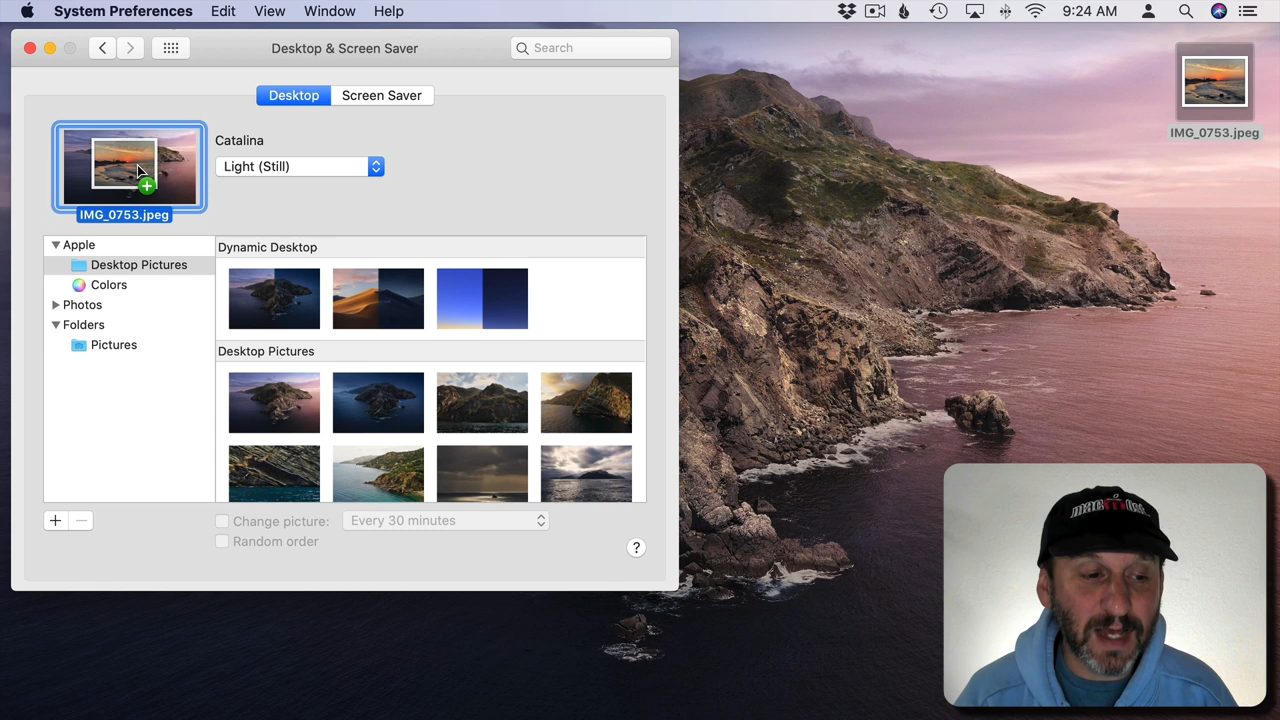 System Preferences Edit View Window Help 9:24 AM
Desktop & Screen Saver
Search
Desktop Screen Saver
IMG_0753.jpeg
Catalina
Light (Still)
IMG_0753.jpeg
Apple
Desktop Pictures
Colors
Photos
Folders
Pictures
Dynamic Desktop
Desktop Pictures
Change picture: Every 30 minutes
Random order
?
macmost